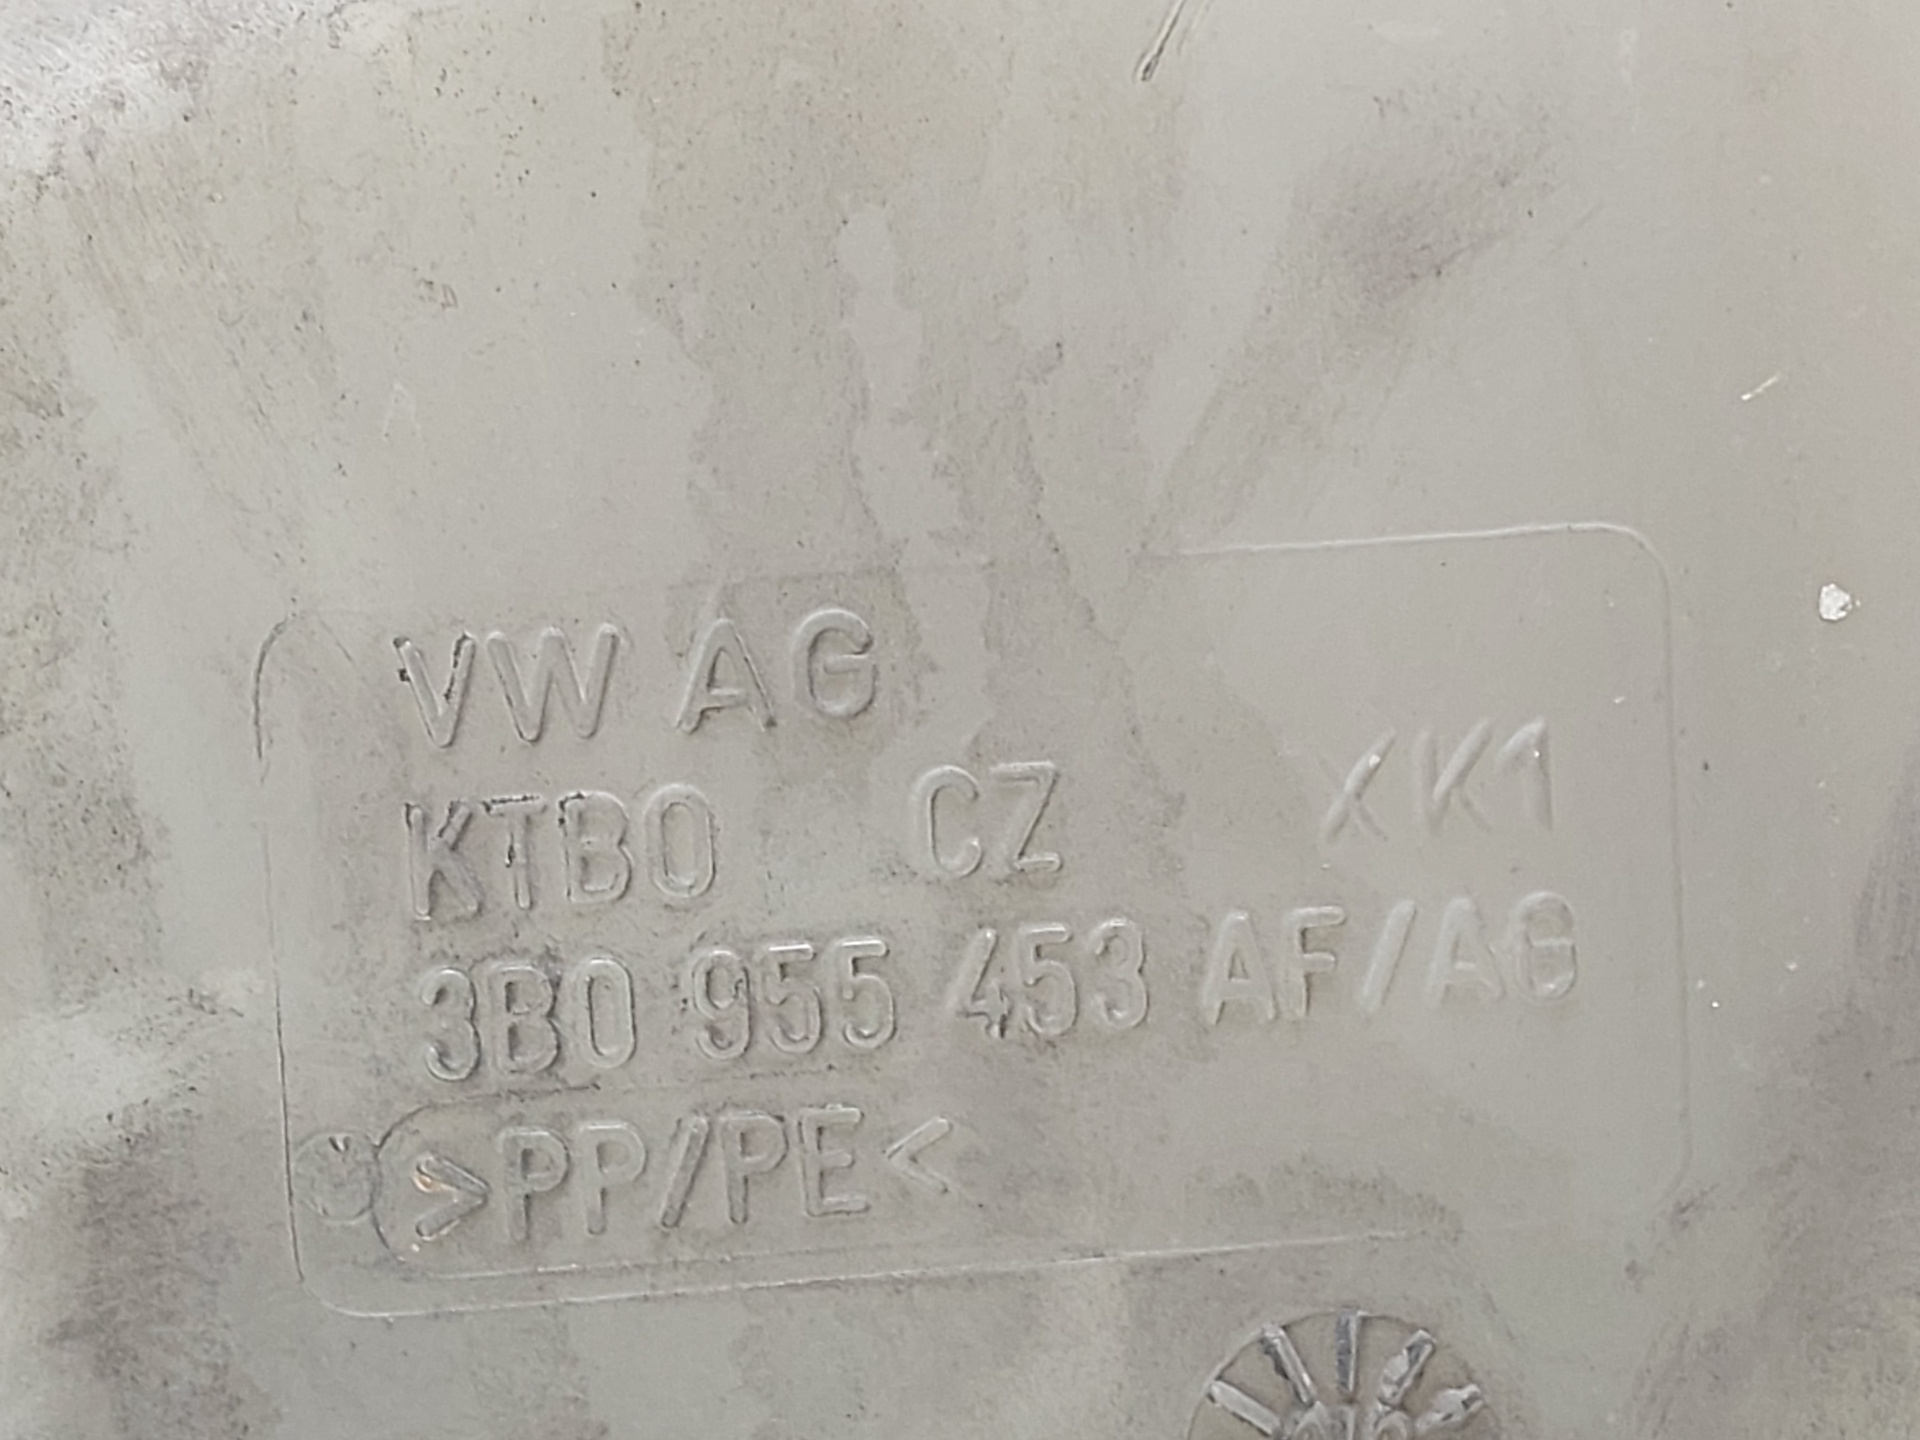 VW AG
KTBO CZ XK1
3B0 955 453 AF/AG
>PP/PE<